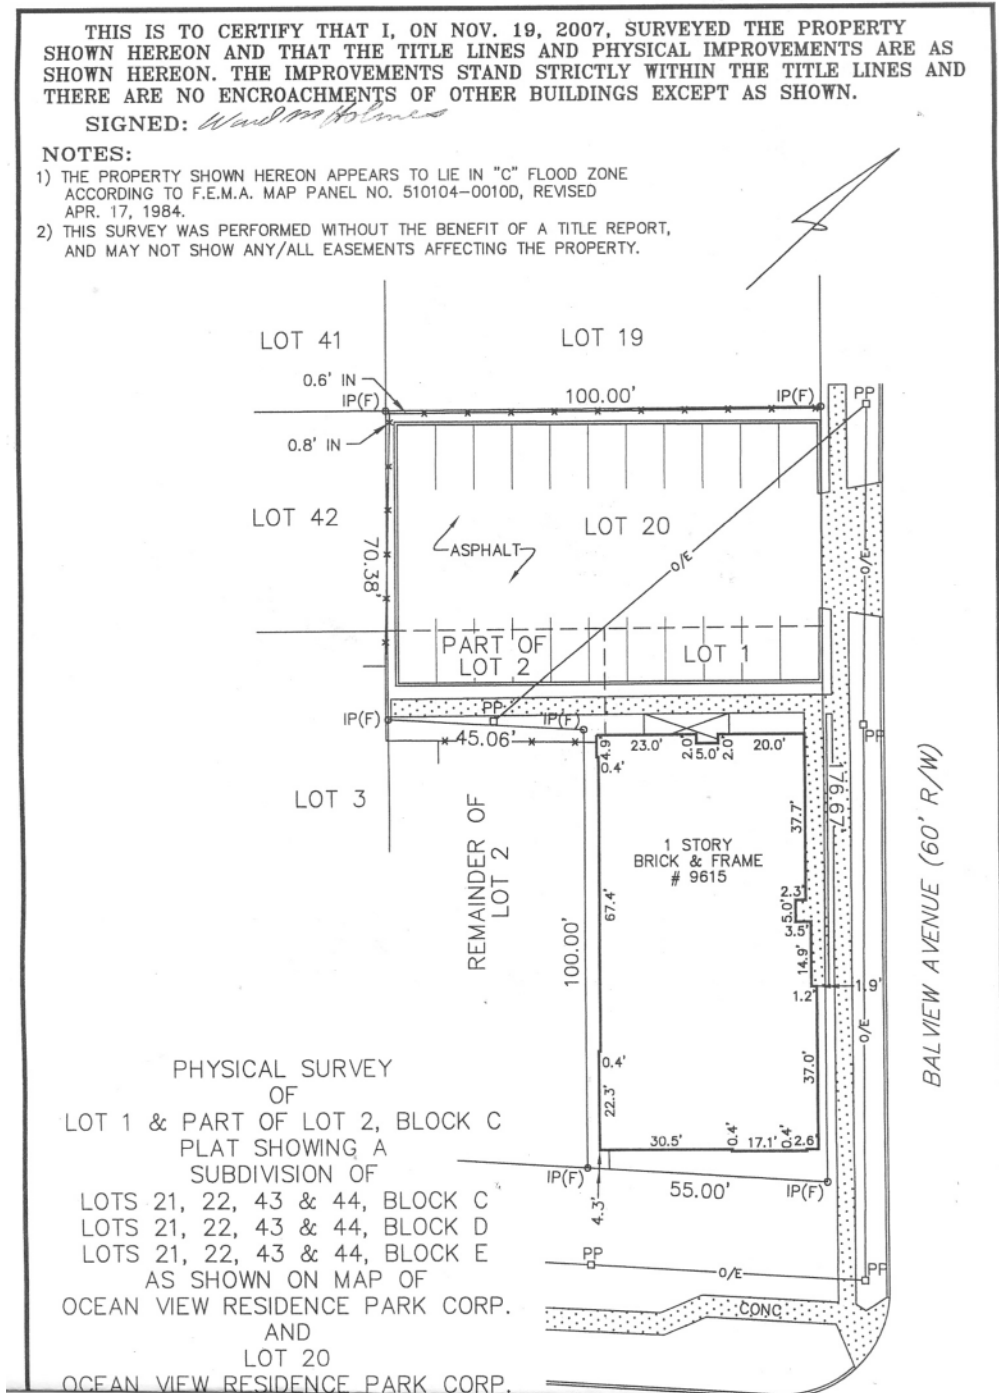 THIS IS TO CERTIFY THAT I, ON NOV. 19, 2007, SURVEYED THE PROPERTY
SHOWN HEREON AND THAT THE TITLE LINES AND PHYSICAL IMPROVEMENTS ARE AS
SHOWN HEREON. THE IMPROVEMENTS STAND STRICTLY WITHIN THE TITLE LINES AND
THERE ARE NO ENCROACHMENTS OF OTHER BUILDINGS EXCEPT AS SHOWN.
SIGNED: Ward M Holmes
NOTES:
1) THE PROPERTY SHOWN HEREON APPEARS TO LIE IN "C" FLOOD ZONE
ACCORDING TO F.E.M.A. MAP PANEL NO. 510104-0010D, REVISED
APR. 17, 1984.
2) THIS SURVEY WAS PERFORMED WITHOUT THE BENEFIT OF A TITLE REPORT,
AND MAY NOT SHOW ANY/ALL EASEMENTS AFFECTING THE PROPERTY.
LOT 41
LOT 19
0.6' IN
IP(F)
100.00'
IP(F)
PP
0.8' IN
LOT 42
LOT 20
ASPHALT
70.38'
O/E
O/E
PART OF
LOT 2
LOT 1
IP(F)
PP
IP(F)
PP
45.06'
4.9'
0.4'
23.0'
2.0'
5.0'
2.0'
20.0'
176.67'
LOT 3
REMAINDER OF
LOT 2
1 STORY
BRICK & FRAME
# 9615
37.7'
67.4'
100.00'
2.3'
5.0'
3.5'
14.9'
1.2'
1.9'
BALVIEW AVENUE (60' R/W)
O/E
0.4'
22.3'
37.0'
30.5'
0.4'
17.1'
0.4'
2.6'
IP(F)
55.00'
IP(F)
4.3'
PP
O/E
PP
CONC
PHYSICAL SURVEY
OF
LOT 1 & PART OF LOT 2, BLOCK C
PLAT SHOWING A
SUBDIVISION OF
LOTS 21, 22, 43 & 44, BLOCK C
LOTS 21, 22, 43 & 44, BLOCK D
LOTS 21, 22, 43 & 44, BLOCK E
AS SHOWN ON MAP OF
OCEAN VIEW RESIDENCE PARK CORP.
AND
LOT 20
OCEAN VIEW RESIDENCE PARK CORP.